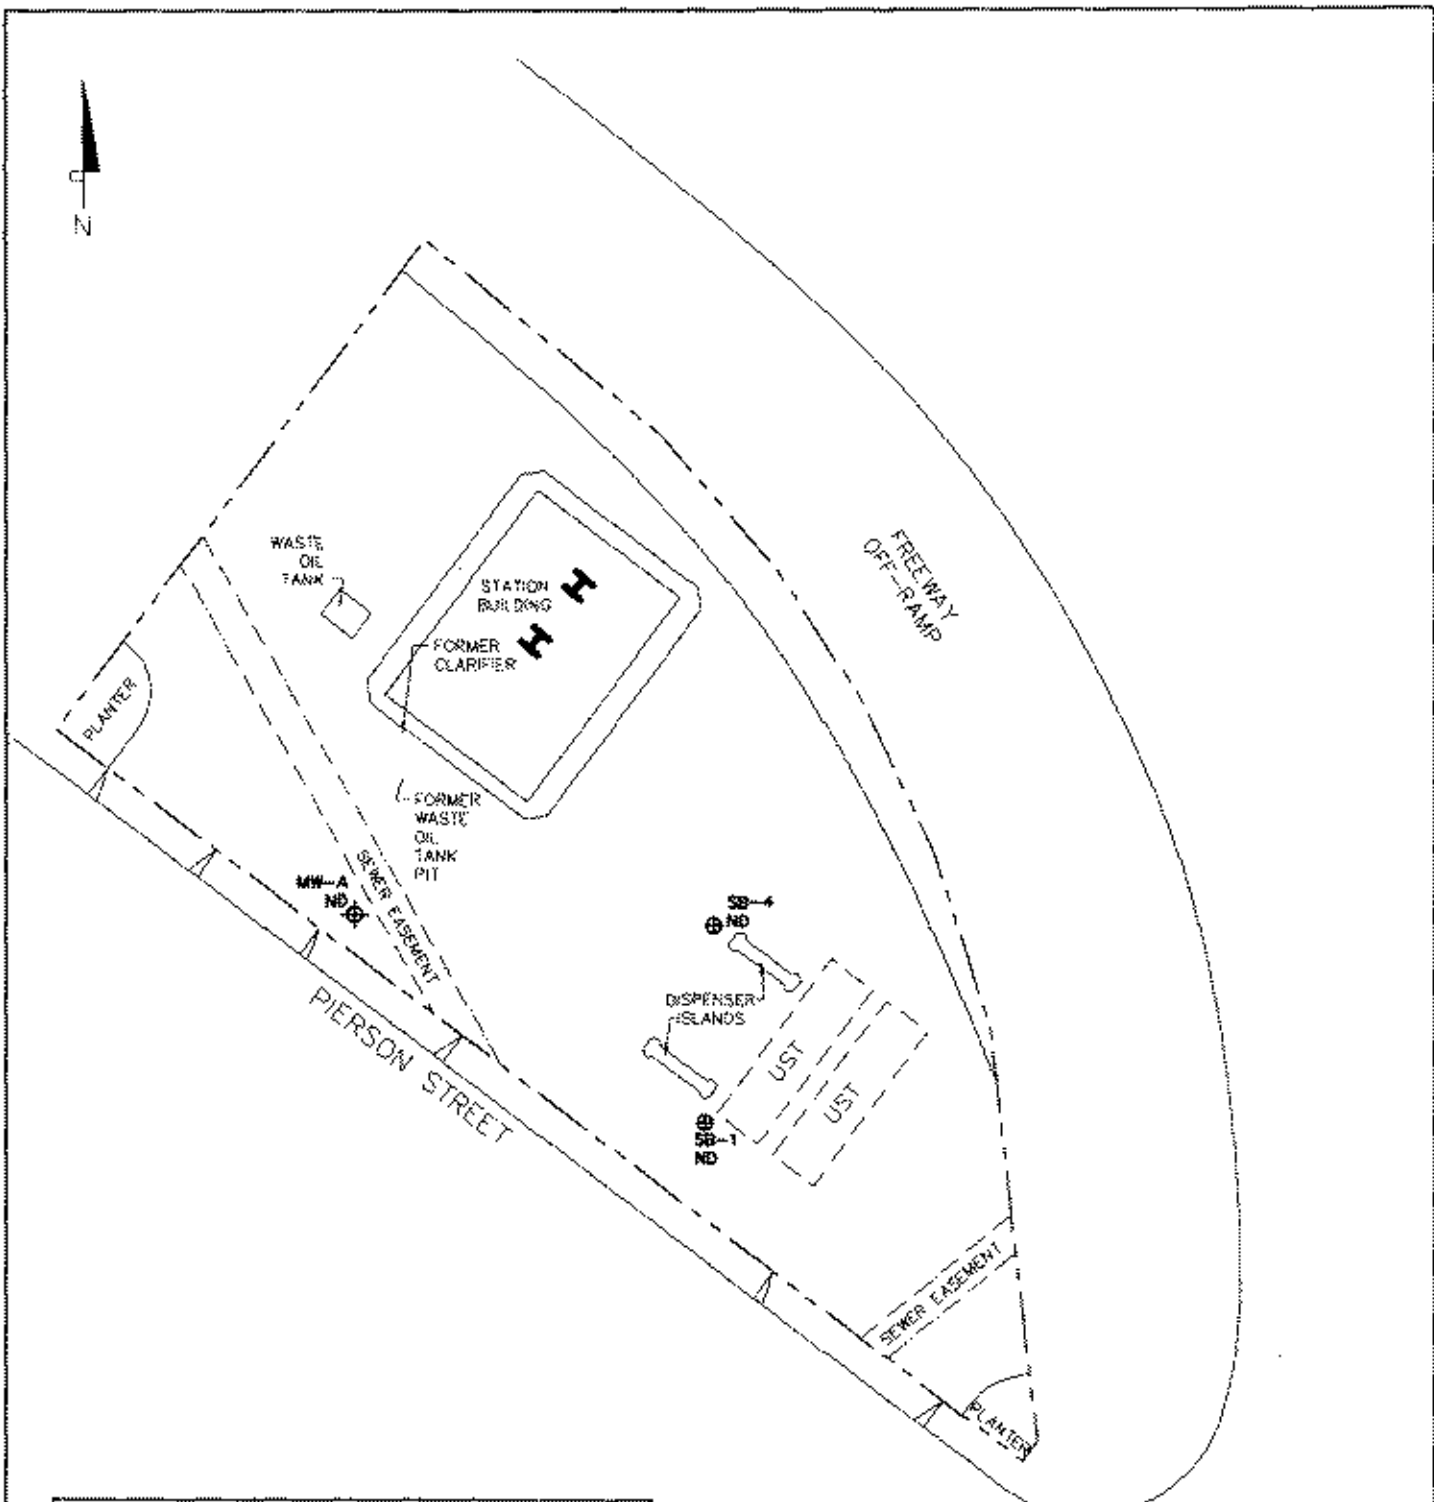 N
FREEWAY
OFF-RAMP
WASTE
OIL
TANK
STATION
BUILDING
FORMER
CLARIFIER
PLANTER
FORMER
WASTE
OIL
TANK
PIT
SEWER EASEMENT
MW-A
ND
SB-4
ND
DISPENSER
ISLANDS
PIERSON STREET
UST
UST
SB-1
ND
SEWER EASEMENT
PLANTER